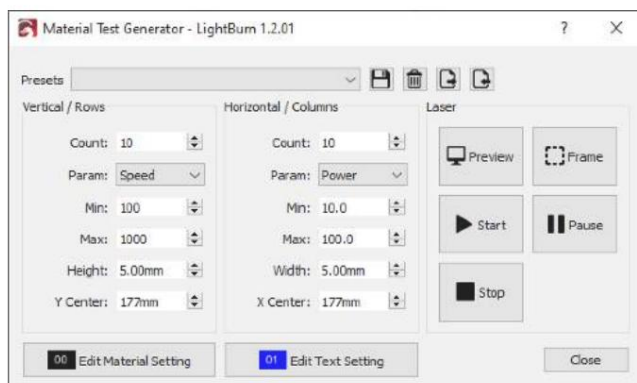 Material Test Generator - LightBurn 1.2.01 ? X
Presets
Vertical / Rows Horizontal / Columns Laser
Count: 10 Count: 10 Preview Frame
Param: Speed Param: Power
Min: 100 Min: 10.0 Start Pause
Max: 1000 Max: 100.0
Height: 5.00mm Width: 5.00mm Stop
Y Center: 177mm X Center: 177mm
00 Edit Material Setting 01 Edit Text Setting Close